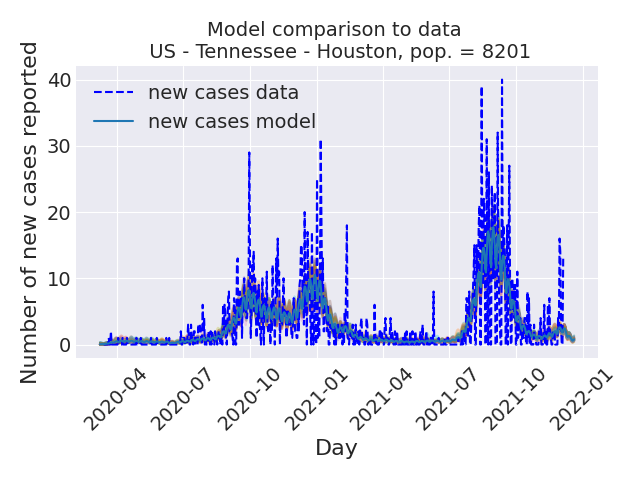 Model comparison to data
US - Tennessee - Houston, pop. = 8201
Number of new cases reported
40
30
20
10
0
new cases data
new cases model
2020-04
2020-07
2020-10
2021-01
2021-04
2021-07
2021-10
2022-01
Day